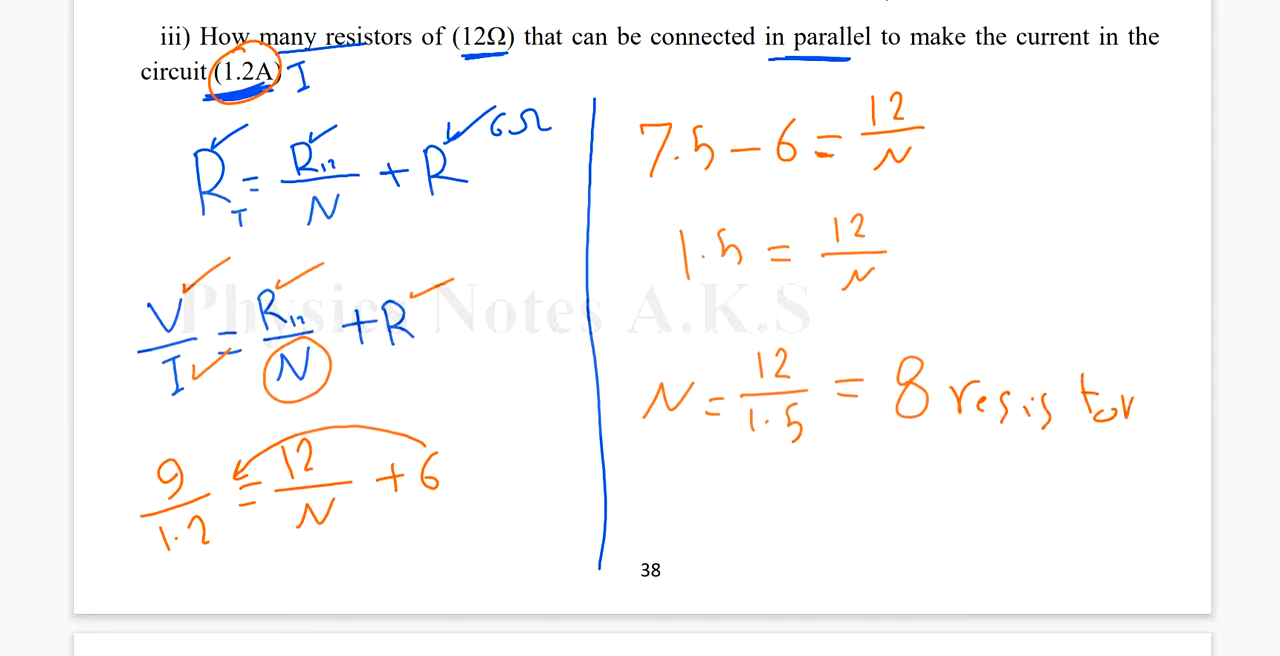 iii) How many resistors of (12Ω) that can be connected in parallel to make the current in the
circuit (1.2A) I
R_T = R₁₂/N + R 6Ω
V/I = R₁₂/N + R
9/1.2 = 12/N + 6
7.5 - 6 = 12/N
1.5 = 12/N
N = 12/1.5 = 8 resistor
Physics Notes A.K.S
38